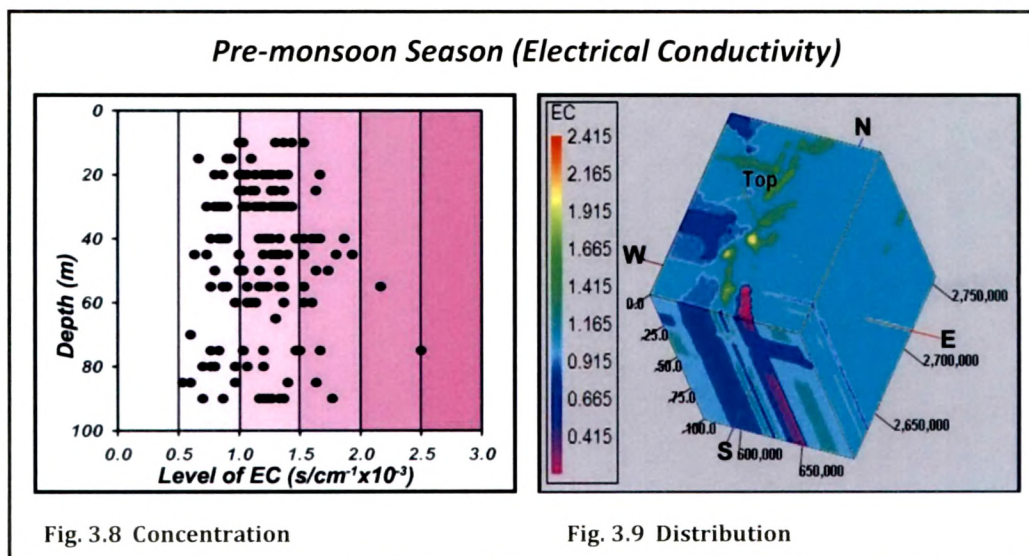 Pre-monsoon Season (Electrical Conductivity)
0
20
40
60
80
100
Depth (m)
0.0 0.5 1.0 1.5 2.0 2.5 3.0
Level of EC (s/cm⁻¹x10⁻³)
Fig. 3.8 Concentration
EC
2.415
2.165
1.915
1.665
1.415
1.165
0.915
0.665
0.415
N
Top
W
E
S
0.0
25.0
50.0
75.0
100.0
600,000
650,000
2,650,000
2,700,000
2,750,000
Fig. 3.9 Distribution